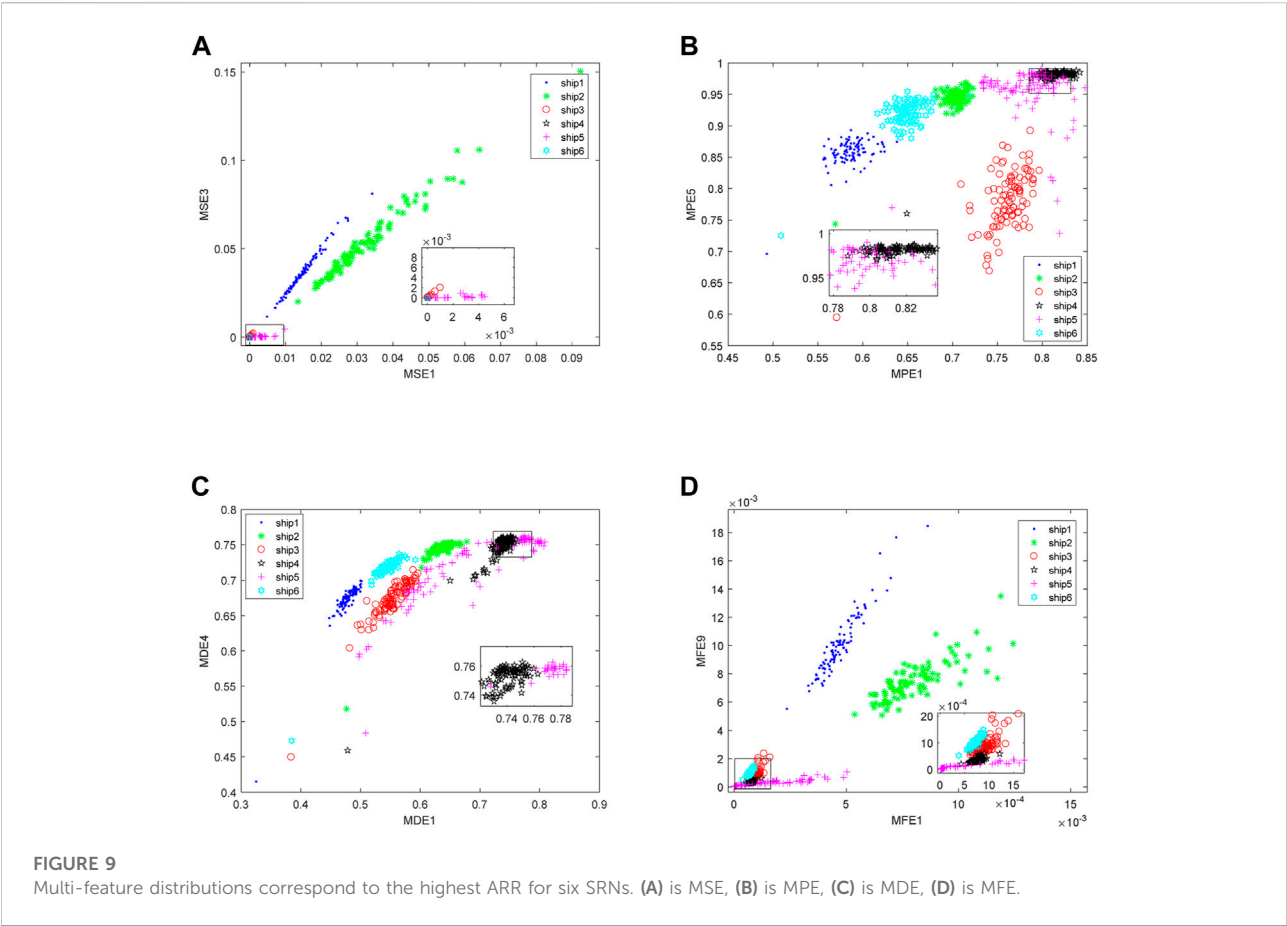 A
MSE3
0.15
0.1
0.05
0
0 0.01 0.02 0.03 0.04 0.05 0.06 0.07 0.08 0.09
MSE1
ship1
ship2
ship3
ship4
ship5
ship6
× 10⁻³
8
6
4
2
0
0 2 4 6
× 10⁻³
B
MPE5
1
0.95
0.9
0.85
0.8
0.75
0.7
0.65
0.6
0.55
0.45 0.5 0.55 0.6 0.65 0.7 0.75 0.8 0.85
MPE1
1
0.95
0.78 0.8 0.82
ship1
ship2
ship3
ship4
ship5
ship6
C
MDE4
0.8
0.75
0.7
0.65
0.6
0.55
0.5
0.45
0.4
0.3 0.4 0.5 0.6 0.7 0.8 0.9
MDE1
ship1
ship2
ship3
ship4
ship5
ship6
0.76
0.74
0.74 0.76 0.78
D
× 10⁻³
MFE9
18
16
14
12
10
8
6
4
2
0
0 5 10 15
× 10⁻³
MFE1
ship1
ship2
ship3
ship4
ship5
ship6
× 10⁻⁴
20
10
0
0 5 10 15
× 10⁻⁴
FIGURE 9
Multi-feature distributions correspond to the highest ARR for six SRNs. (A) is MSE, (B) is MPE, (C) is MDE, (D) is MFE.